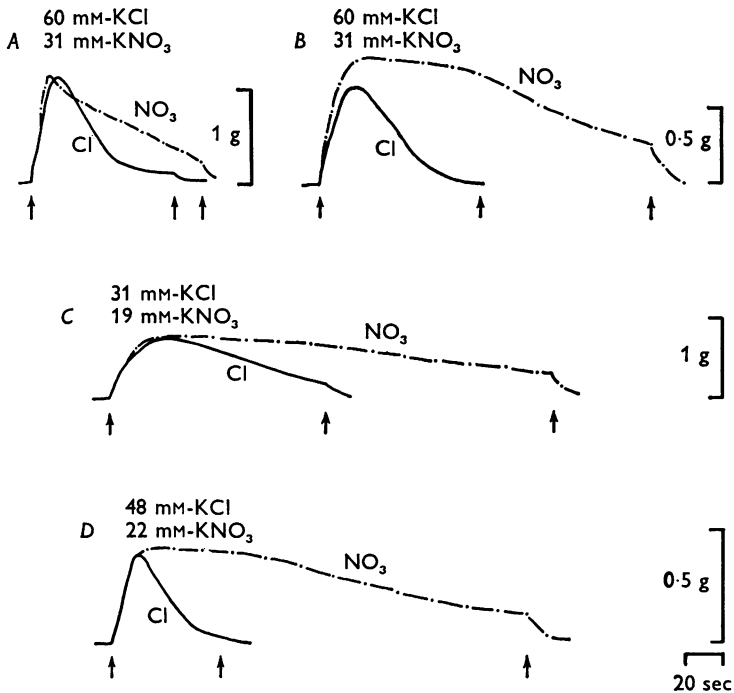 60 mM-KCl
A 31 mM-KNO₃
NO₃
Cl
1 g
60 mM-KCl
B 31 mM-KNO₃
NO₃
Cl
0·5 g
31 mM-KCl
C 19 mM-KNO₃
NO₃
Cl
1 g
48 mM-KCl
D 22 mM-KNO₃
NO₃
Cl
0·5 g
20 sec